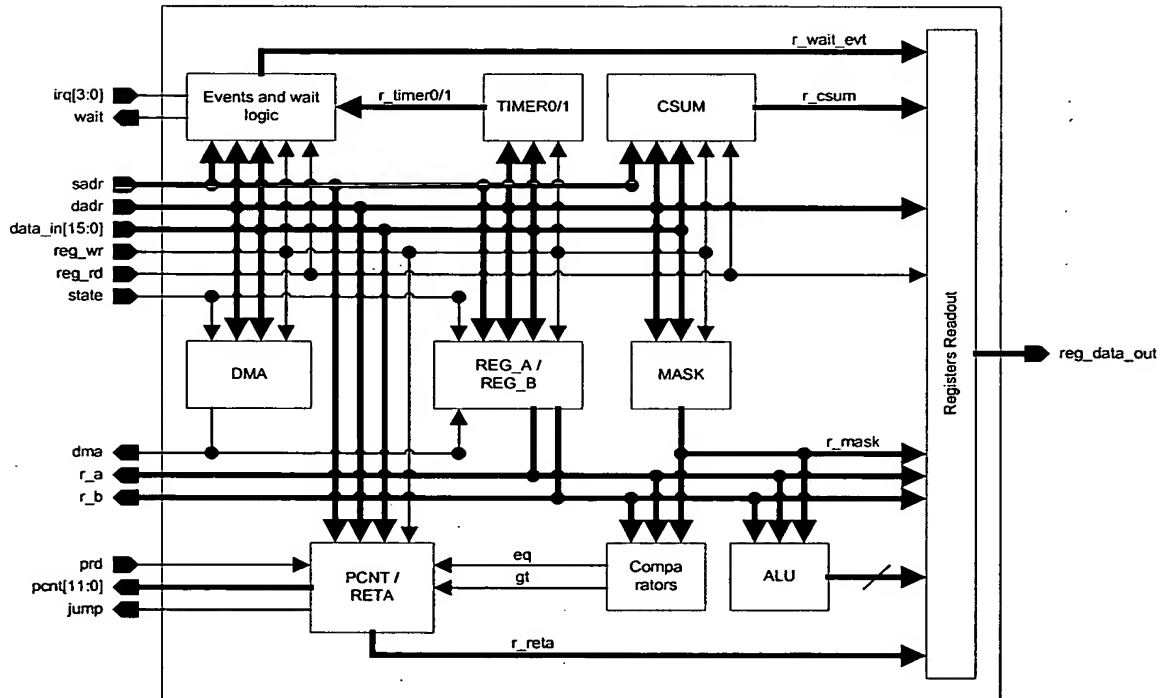 r_wait_evt
irq[3:0]
wait
Events and wait
logic
r_timer0/1
TIMER0/1
CSUM
r_csum
sadr
dadr
data_in[15:0]
reg_wr
reg_rd
state
DMA
REG_A /
REG_B
MASK
Registers Readout
reg_data_out
dma
r_a
r_b
r_mask
prd
pcnt[11:0]
jump
PCNT /
RETA
eq
gt
Compa
rators
ALU
r_reta